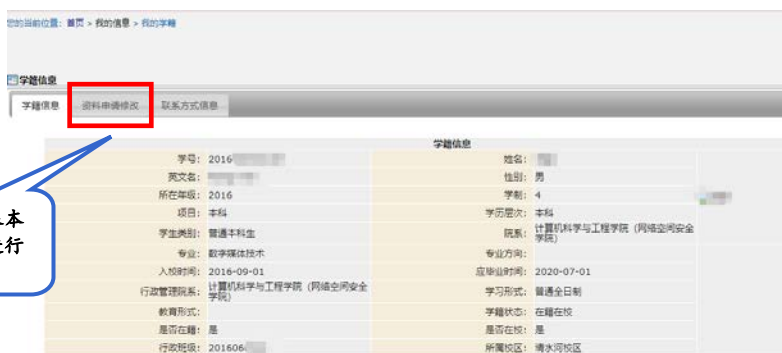 您的当前位置：首页 > 我的信息 > 我的学籍
学籍信息
学籍信息 资料申请修改 联系方式信息
学籍信息
学号： 2016 姓名：
英文名： 性别： 男
所在年级： 2016 学制： 4
项目： 本科 学历层次： 本科
学生类别： 普通本科生 院系： 计算机科学与工程学院（网络空间安全
学院）
专业： 数字媒体技术 专业方向：
入校时间： 2016-09-01 应毕业时间： 2020-07-01
行政管理院系： 计算机科学与工程学院（网络空间安全
学院） 学习形式： 普通全日制
教育形式： 学籍状态： 在籍在校
是否在籍： 是 是否在校： 是
行政班级： 201606 所属校区： 清水河校区
本
行